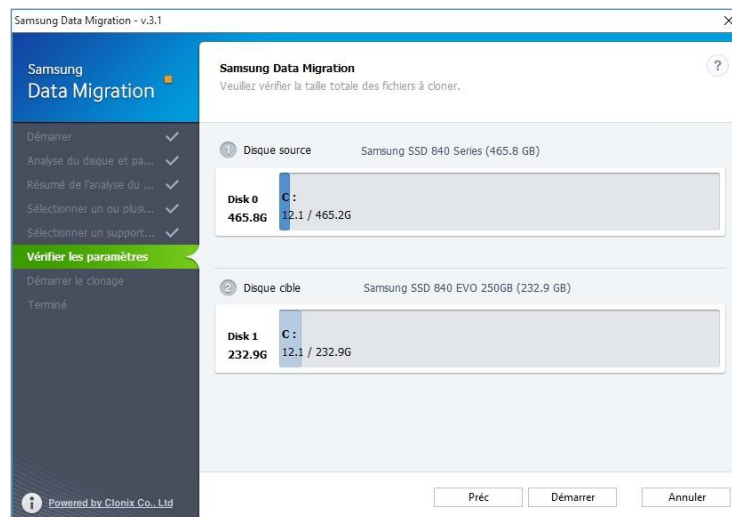 Samsung Data Migration - v.3.1
Samsung
Data Migration
Démarrer
Analyse du disque et pa...
Résumé de l'analyse du ...
Sélectionner un ou plusi...
Sélectionner un support...
Vérifier les paramètres
Démarrer le clonage
Terminé
Powered by Clonix Co., Ltd
Samsung Data Migration
Veuillez vérifier la taille totale des fichiers à cloner.
?
1 Disque source Samsung SSD 840 Series (465.8 GB)
Disk 0
465.8G
C :
12.1 / 465.2G
2 Disque cible Samsung SSD 840 EVO 250GB (232.9 GB)
Disk 1
232.9G
C :
12.1 / 232.9G
Préc Démarrer Annuler